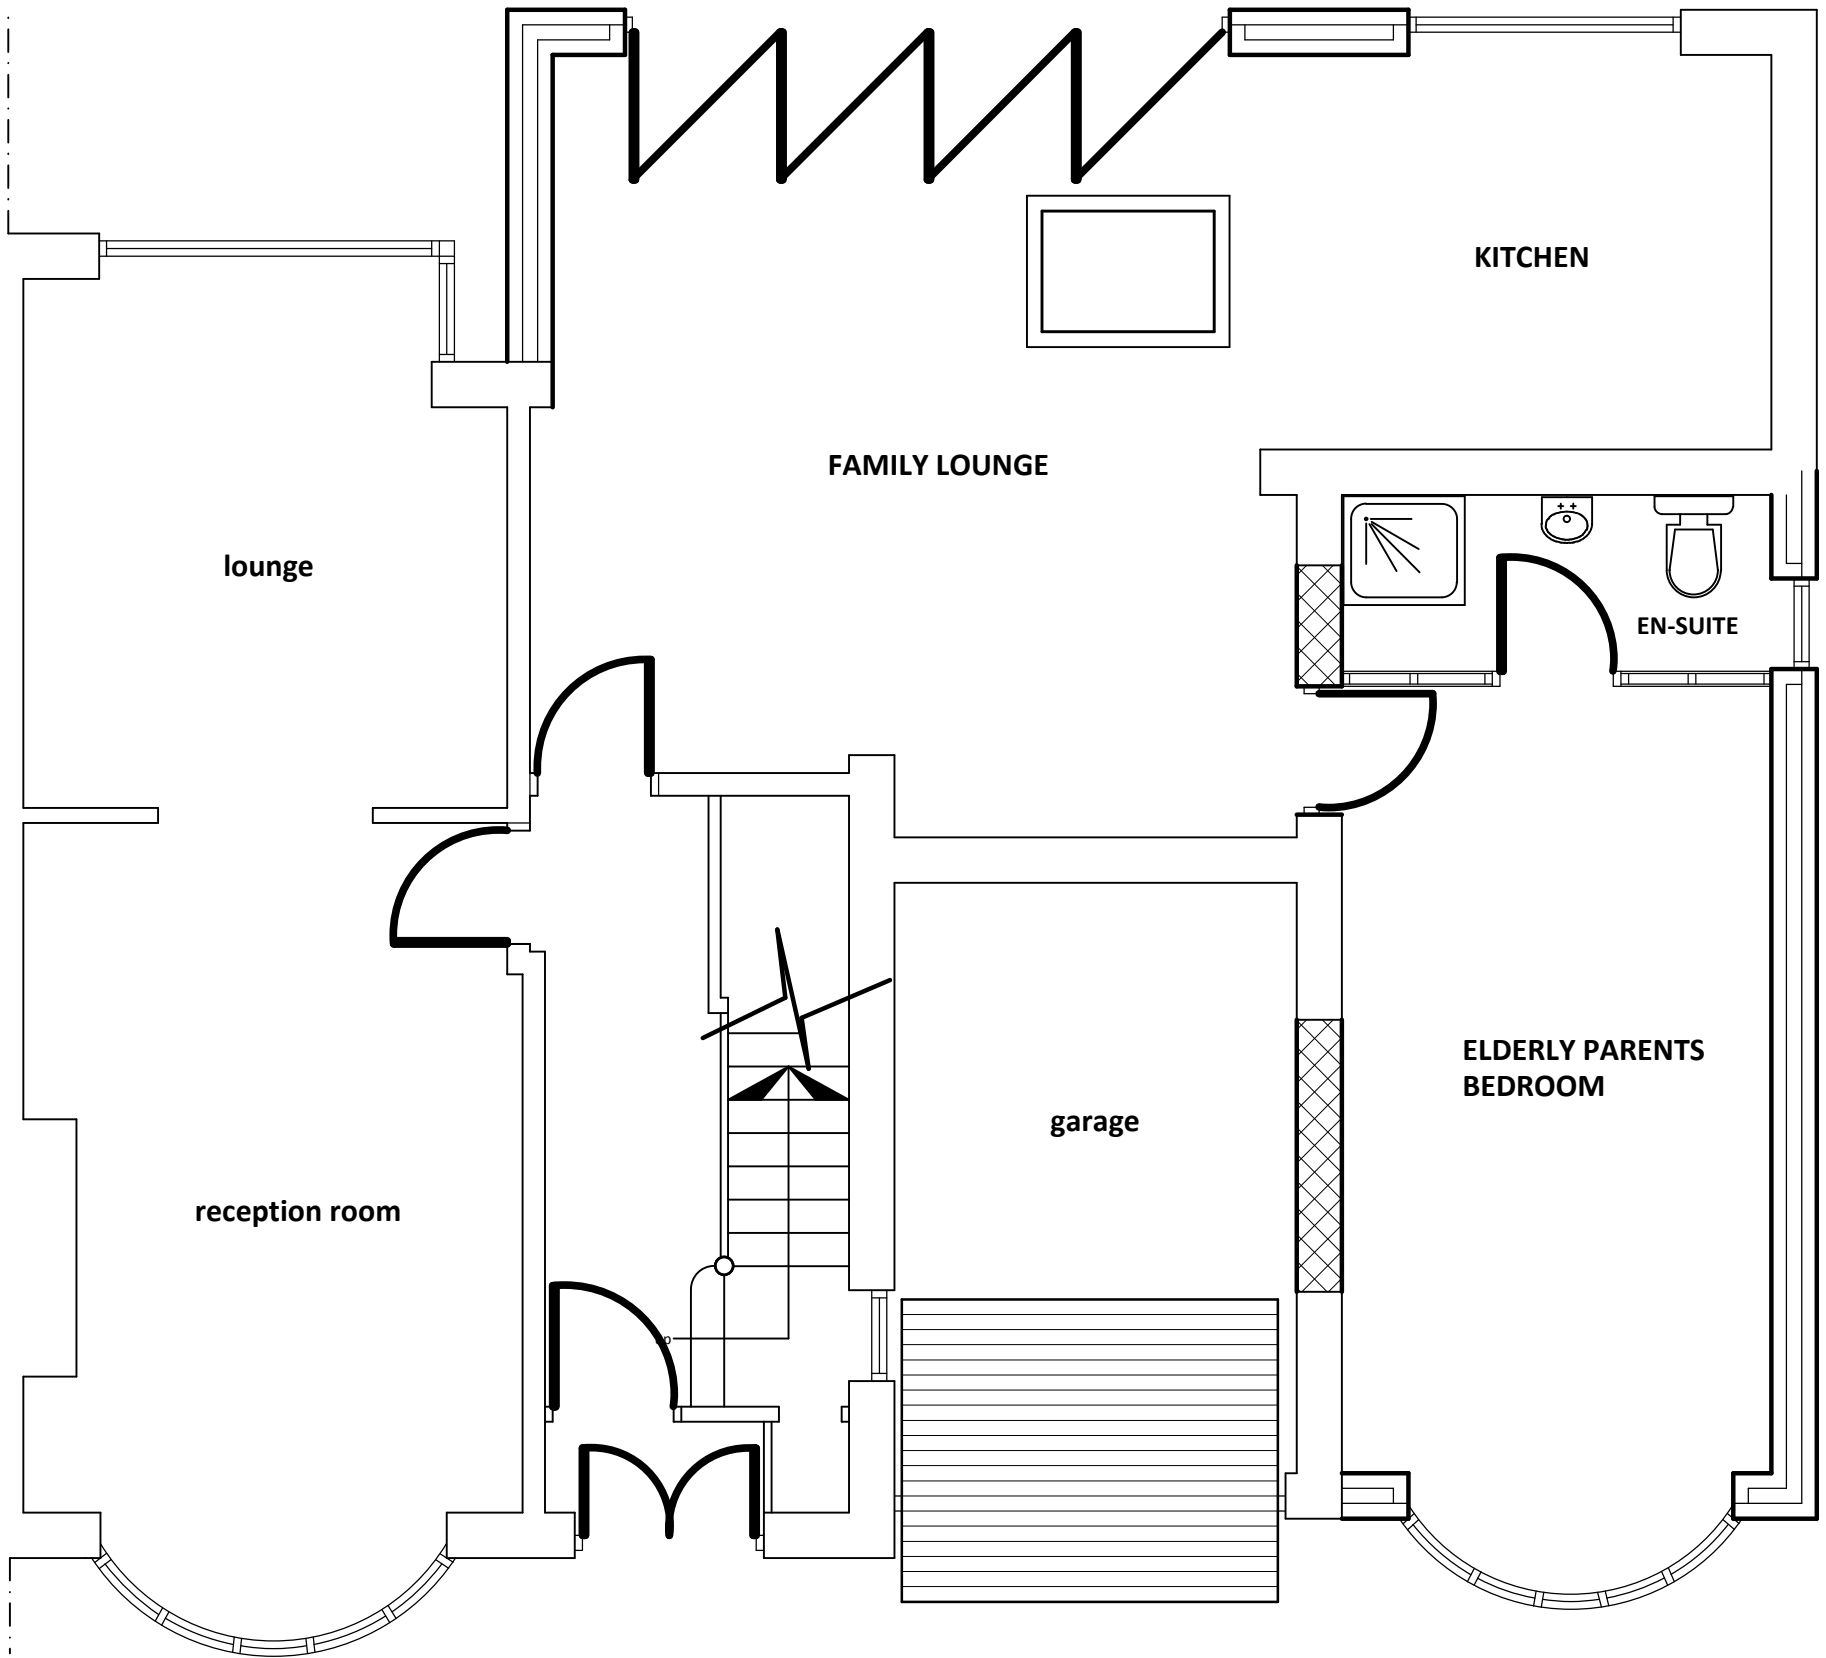 KITCHEN
FAMILY LOUNGE
lounge
EN-SUITE
ELDERLY PARENTS
BEDROOM
garage
reception room